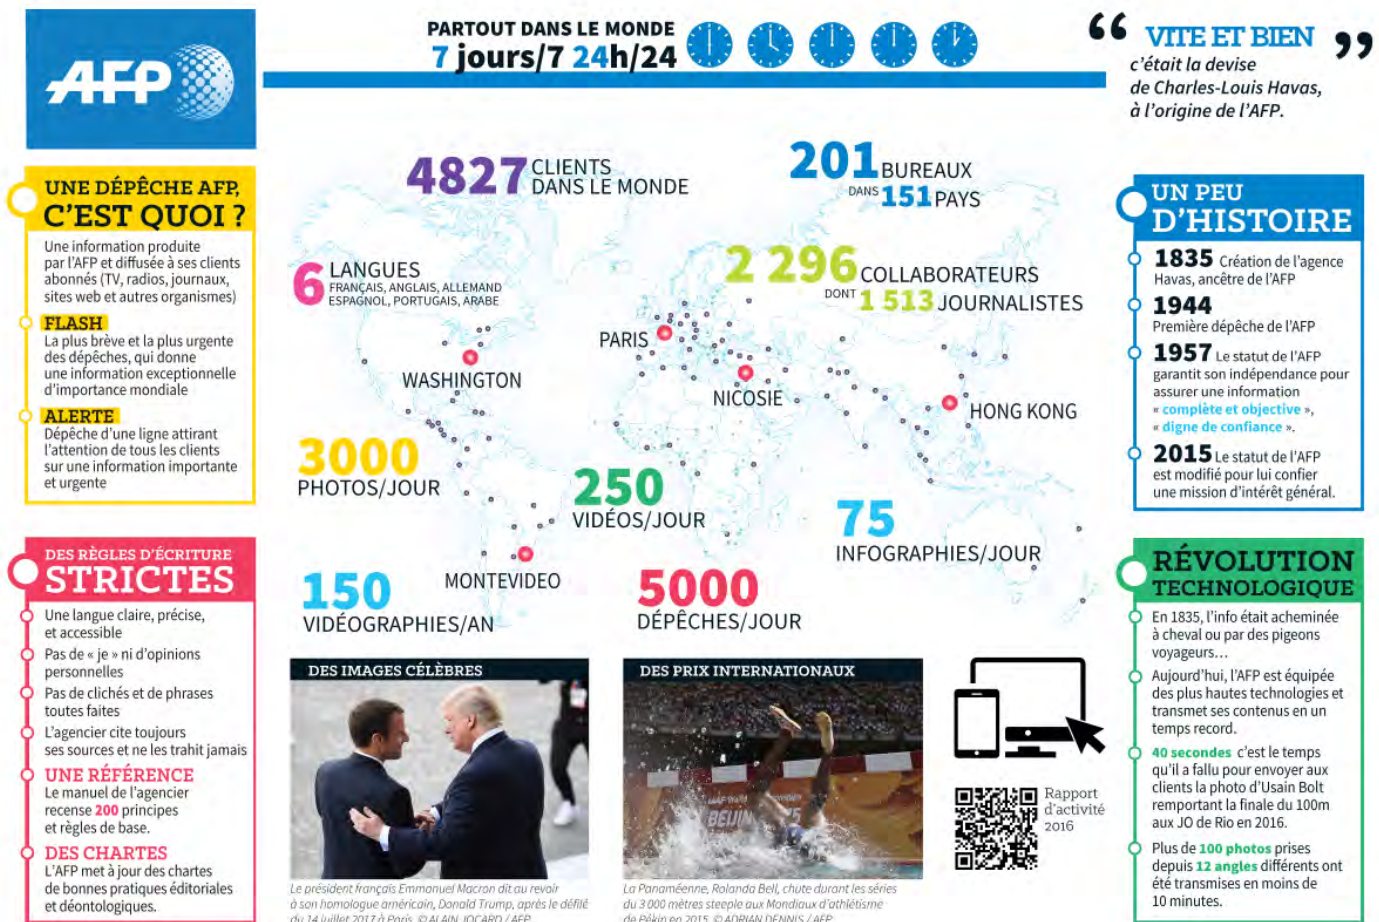 AFP
PARTOUT DANS LE MONDE
7 jours/7 24h/24
“ VITE ET BIEN ”
c’était la devise
de Charles-Louis Havas,
à l’origine de l’AFP.
UNE DÉPÊCHE AFP,
C’EST QUOI ?
Une information produite
par l’AFP et diffusée à ses clients
abonnés (TV, radios, journaux,
sites web et autres organismes)
FLASH
La plus brève et la plus urgente
des dépêches, qui donne
une information exceptionnelle
d’importance mondiale
ALERTE
Dépêche d’une ligne attirant
l’attention de tous les clients
sur une information importante
et urgente
DES RÈGLES D’ÉCRITURE
STRICTES
Une langue claire, précise,
et accessible
Pas de « je » ni d’opinions
personnelles
Pas de clichés et de phrases
toutes faites
L’agencier cite toujours
ses sources et ne les trahit jamais
UNE RÉFÉRENCE
Le manuel de l’agencier
recense 200 principes
et règles de base.
DES CHARTES
L’AFP met à jour des chartes
de bonnes pratiques éditoriales
et déontologiques.
4827 CLIENTS
DANS LE MONDE
201 BUREAUX
DANS 151 PAYS
6 LANGUES
FRANÇAIS, ANGLAIS, ALLEMAND
ESPAGNOL, PORTUGAIS, ARABE
2 296 COLLABORATEURS
DONT 1 513 JOURNALISTES
PARIS
WASHINGTON
NICOSIE
HONG KONG
3000
PHOTOS/JOUR
250
VIDÉOS/JOUR
75
INFOGRAPHIES/JOUR
MONTEVIDEO
150
VIDÉOGRAPHIES/AN
5000
DÉPÊCHES/JOUR
DES IMAGES CÉLÈBRES
Le président français Emmanuel Macron dit au revoir
à son homologue américain, Donald Trump, après le défilé
du 14 juillet 2017 à Paris. © ALAIN JOCARD / AFP
DES PRIX INTERNATIONAUX
BEIJIN
La Panaméenne, Rolanda Bell, chute durant les séries
du 3 000 mètres steeple aux Mondiaux d’athlétisme
de Pékin en 2015. © ADRIAN DENNIS / AFP
Rapport
d’activité
2016
UN PEU
D’HISTOIRE
1835 Création de l’agence
Havas, ancêtre de l’AFP
1944
Première dépêche de l’AFP
1957 Le statut de l’AFP
garantit son indépendance pour
assurer une information
« complète et objective »,
« digne de confiance ».
2015 Le statut de l’AFP
est modifié pour lui confier
une mission d’intérêt général.
RÉVOLUTION
TECHNOLOGIQUE
En 1835, l’info était acheminée
à cheval ou par des pigeons
voyageurs…
Aujourd’hui, l’AFP est équipée
des plus hautes technologies et
transmet ses contenus en un
temps record.
40 secondes c’est le temps
qu’il a fallu pour envoyer aux
clients la photo d’Usain Bolt
remportant la finale du 100m
aux JO de Rio en 2016.
Plus de 100 photos prises
depuis 12 angles différents ont
été transmises en moins de
10 minutes.